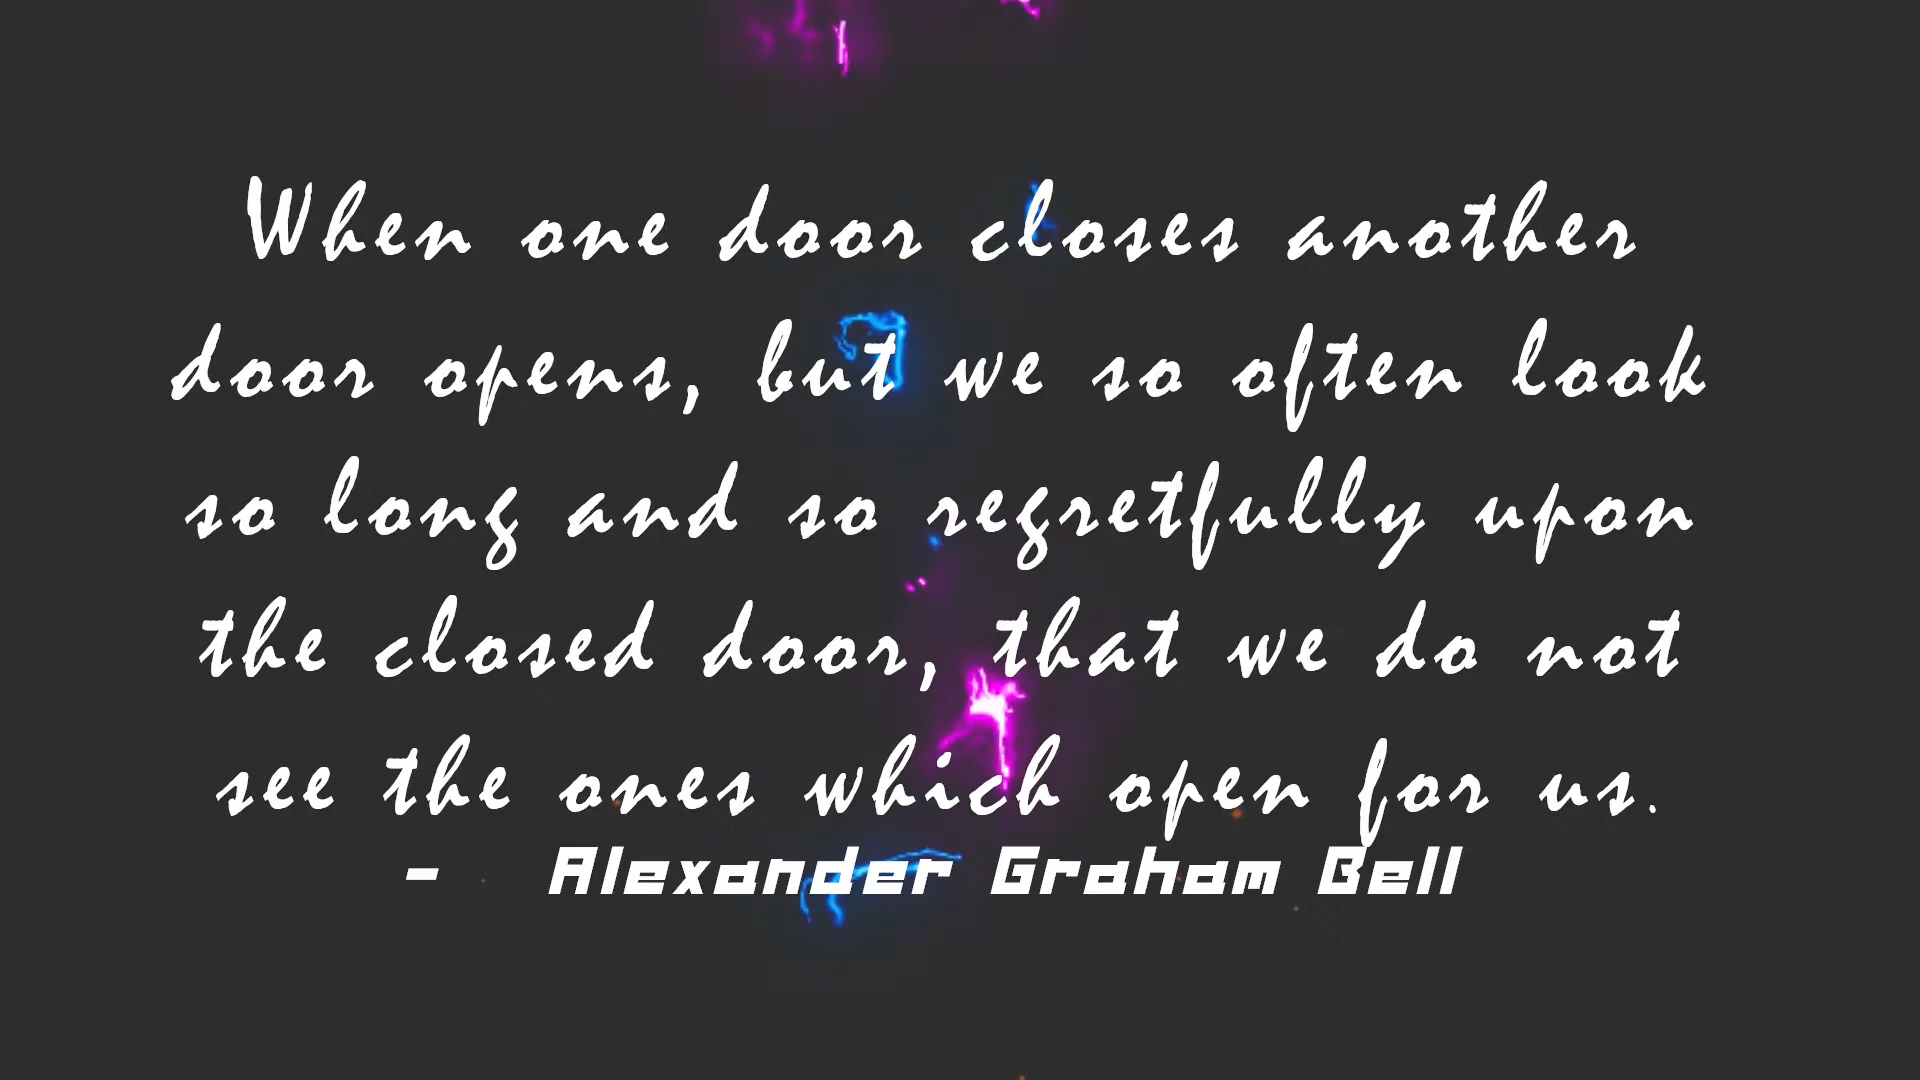 When one door closes another
door opens, but we so often look
so long and so regretfully upon
the closed door, that we do not
see the ones which open for us.
- Alexander Graham Bell